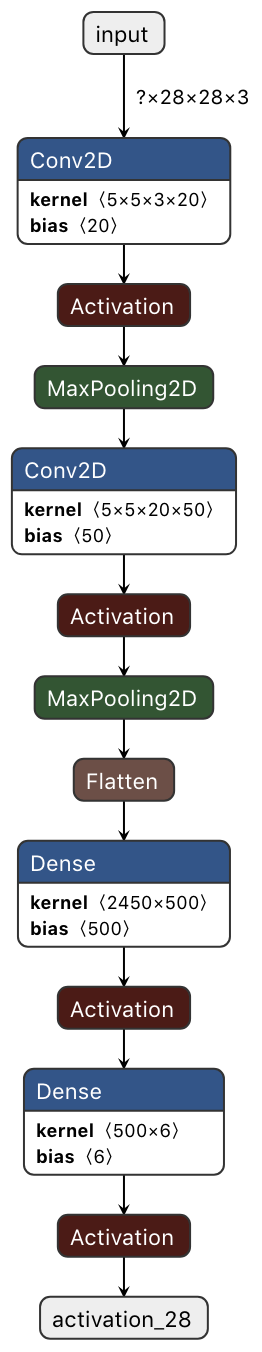 input
?×28×28×3
Conv2D
kernel ⟨5×5×3×20⟩
bias ⟨20⟩
Activation
MaxPooling2D
Conv2D
kernel ⟨5×5×20×50⟩
bias ⟨50⟩
Activation
MaxPooling2D
Flatten
Dense
kernel ⟨2450×500⟩
bias ⟨500⟩
Activation
Dense
kernel ⟨500×6⟩
bias ⟨6⟩
Activation
activation_28